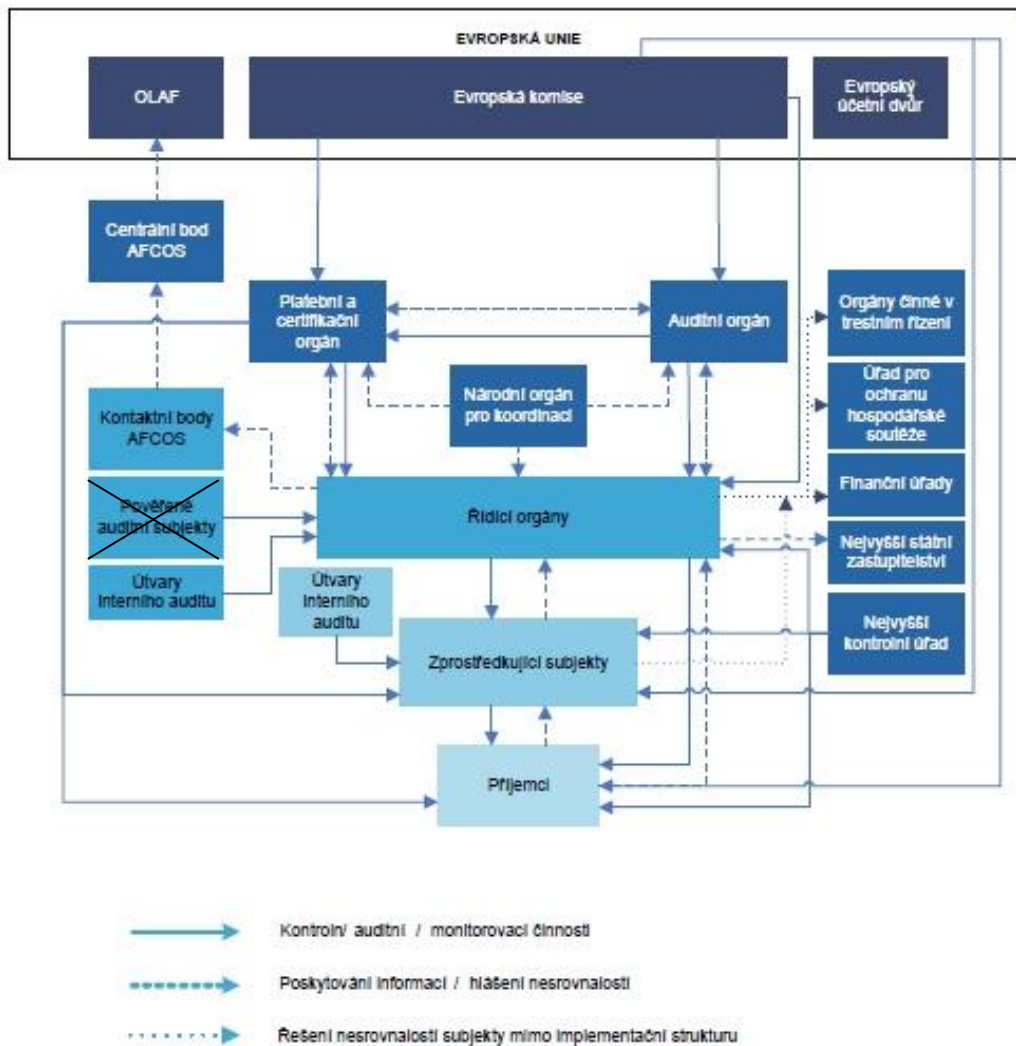 EVROPSKÁ UNIE
OLAF
Evropská komise
Evropský
účetní dvůr
Centrální bod
AFCOS
Platební a
certifikační
orgán
Auditní orgán
Orgány činné v
trestním řízení
Národní orgán
pro koordinaci
Úřad pro
ochranu
hospodářské
soutěže
Kontaktní body
AFCOS
Pověřené
auditní subjekty
Řídící orgány
Finanční úřady
Nejvyšší státní
zastupitelství
Útvary
interního auditu
Útvary
interního
auditu
Zprostředkující subjekty
Nejvyšší
kontrolní úřad
Příjemci
Kontroln/ auditní / monitorovací činnosti
Poskytování informací / hlášení nesrovnalostí
Řešení nesrovnalostí subjekty mimo implementační strukturu